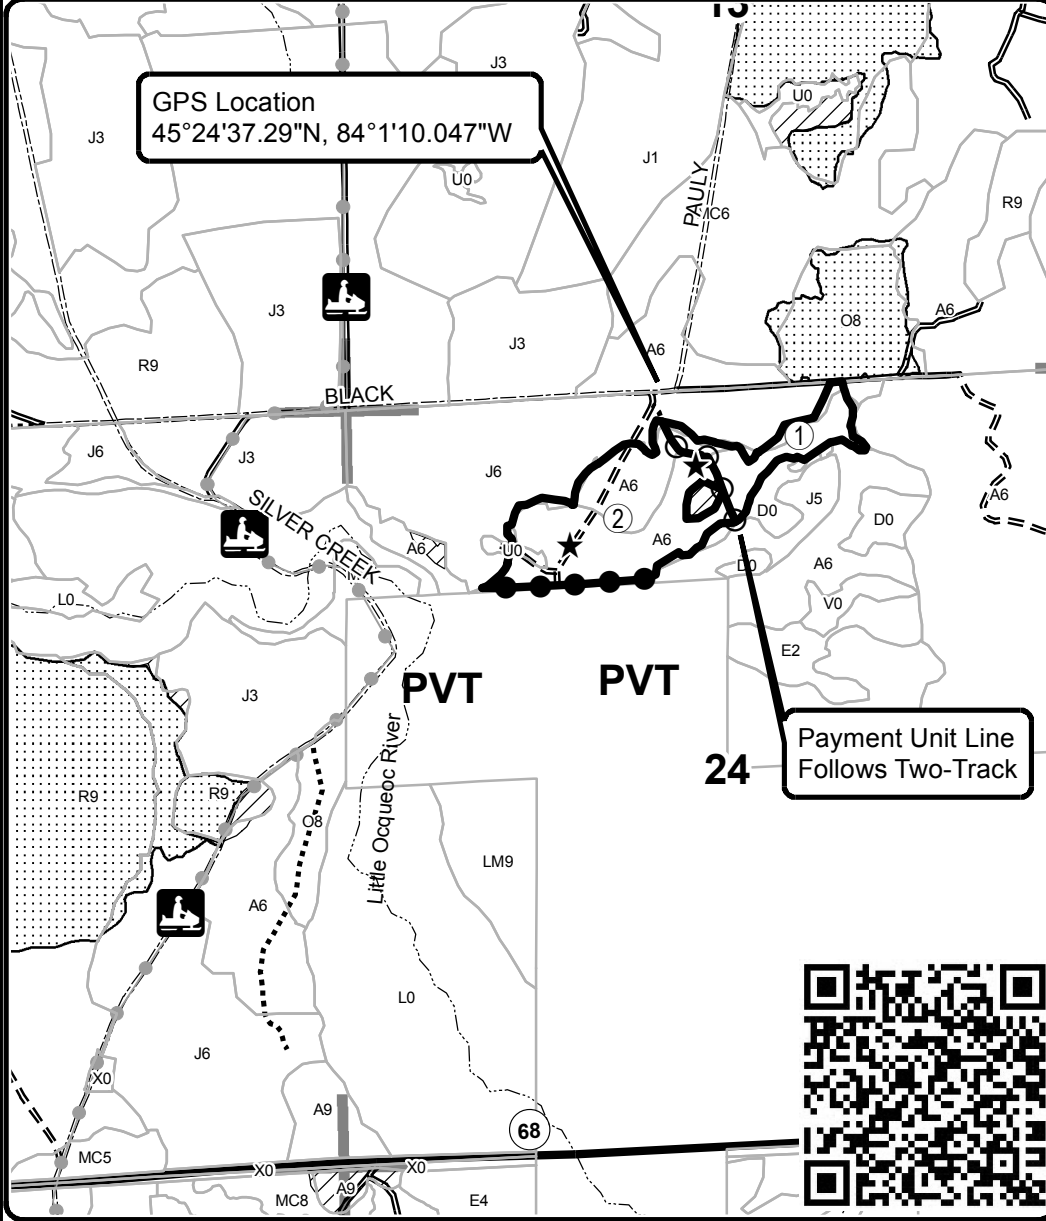 13
J3
U0
GPS Location
45°24'37.29"N, 84°1'10.047"W
J3
J1
U0
PAULY
MC6
R9
J3
A6
O8
J3
A6
R9
BLACK
1
J6
J3
J6
A6
A6
J5
2
D0
D0
SILVER CREEK
A6
U0
A6
D0
A6
L0
V0
E2
PVT
PVT
J3
Little Ocqueoc River
24
Payment Unit Line
Follows Two-Track
R9
R9
O8
LM9
A6
L0
J6
X0
A9
68
MC5
X0
X0
MC8
A9
E4